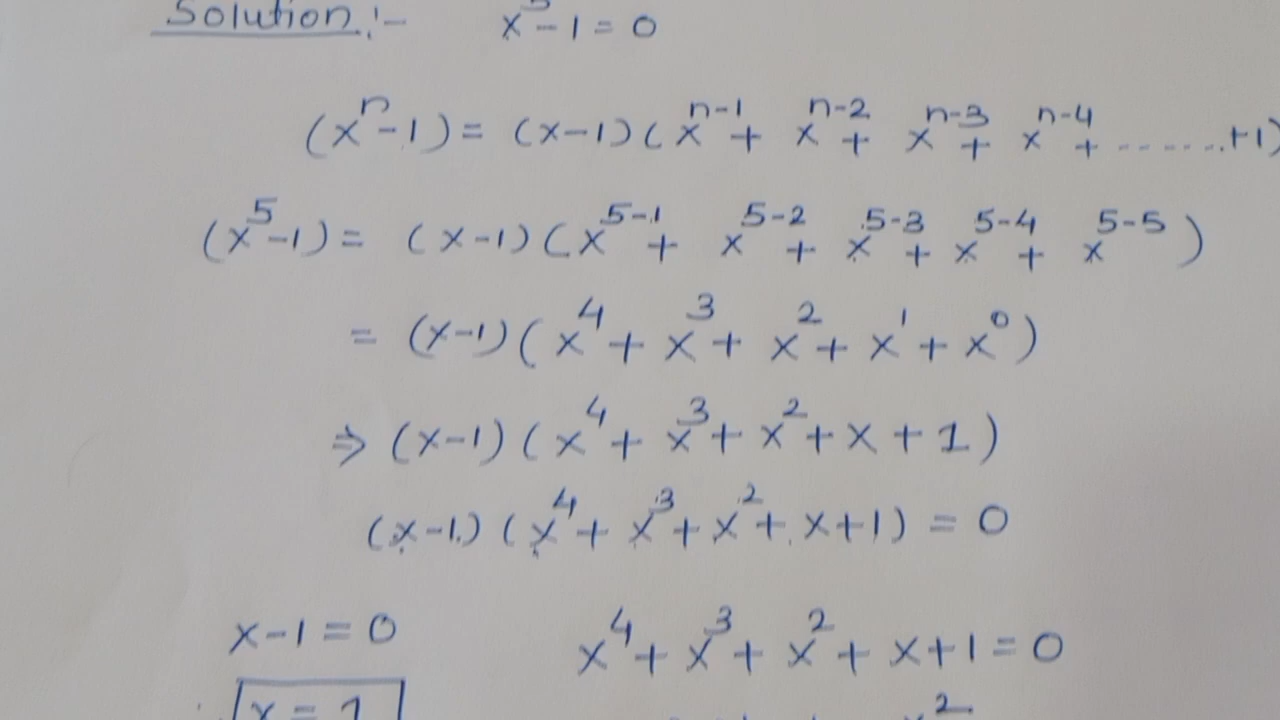 Solution :- x⁵ - 1 = 0
(xⁿ - 1) = (x - 1)(xⁿ⁻¹ + xⁿ⁻² + xⁿ⁻³ + xⁿ⁻⁴ + ....... + 1)
(x⁵ - 1) = (x - 1)(x⁵⁻¹ + x⁵⁻² + x⁵⁻³ + x⁵⁻⁴ + x⁵⁻⁵)
= (x - 1)(x⁴ + x³ + x² + x¹ + x⁰)
⇒ (x - 1)(x⁴ + x³ + x² + x + 1)
(x - 1)(x⁴ + x³ + x² + x + 1) = 0
x - 1 = 0 x⁴ + x³ + x² + x + 1 = 0
x = 1